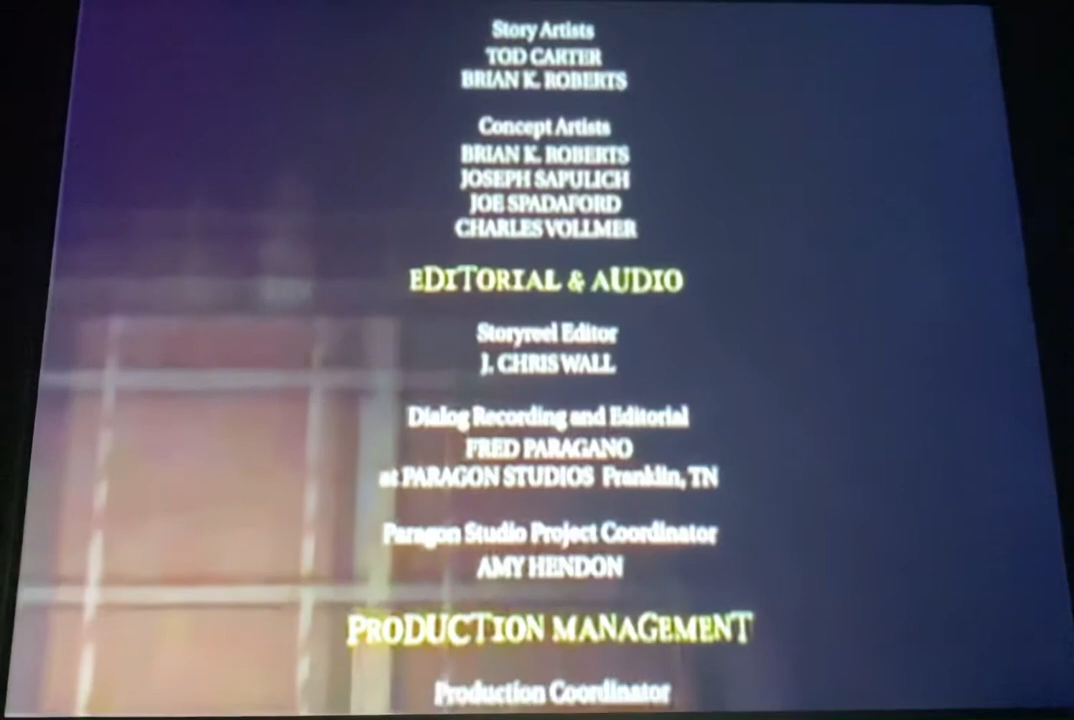 Story Artists
TOD CARTER
BRIAN K. ROBERTS
Concept Artists
BRIAN K. ROBERTS
JOSEPH SAPULICH
JOE SPADAFORD
CHARLES VOLLMER
EDITORIAL & AUDIO
Storyreel Editor
J. CHRIS WALL
Dialog Recording and Editorial
FRED PARAGANO
at PARAGON STUDIOS Franklin, TN
Paragon Studio Project Coordinator
AMY HENDON
PRODUCTION MANAGEMENT
Production Coordinator